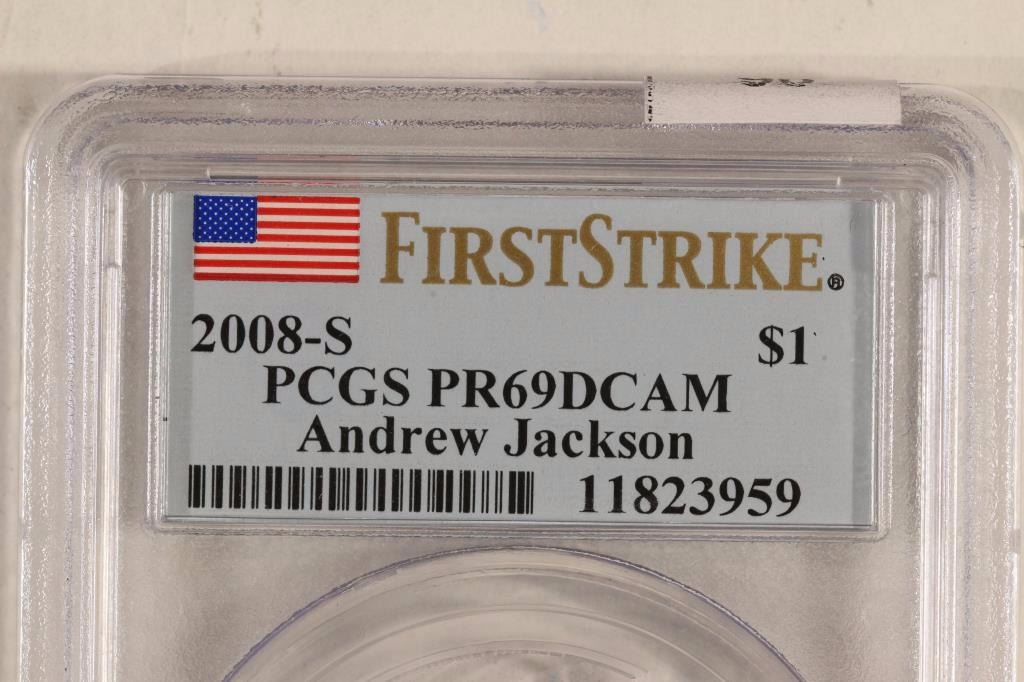 FIRSTSTRIKE®
2008-S $1
PCGS PR69DCAM
Andrew Jackson
11823959